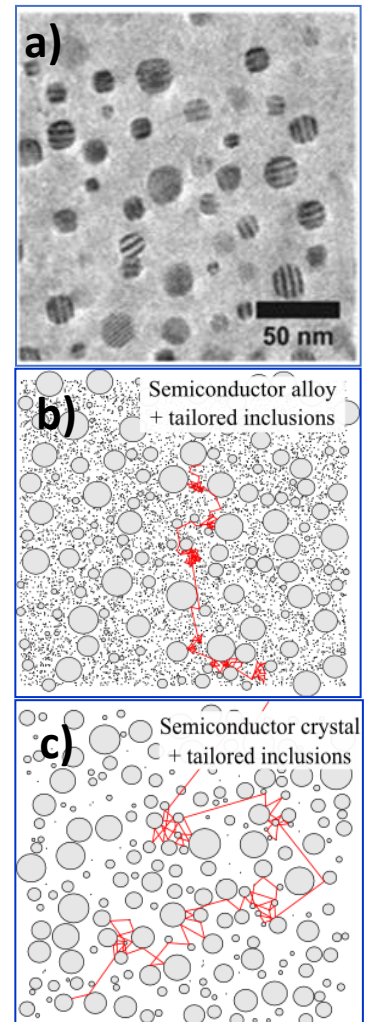 a)
50 nm
b)
Semiconductor alloy
+ tailored inclusions
c)
Semiconductor crystal
+ tailored inclusions